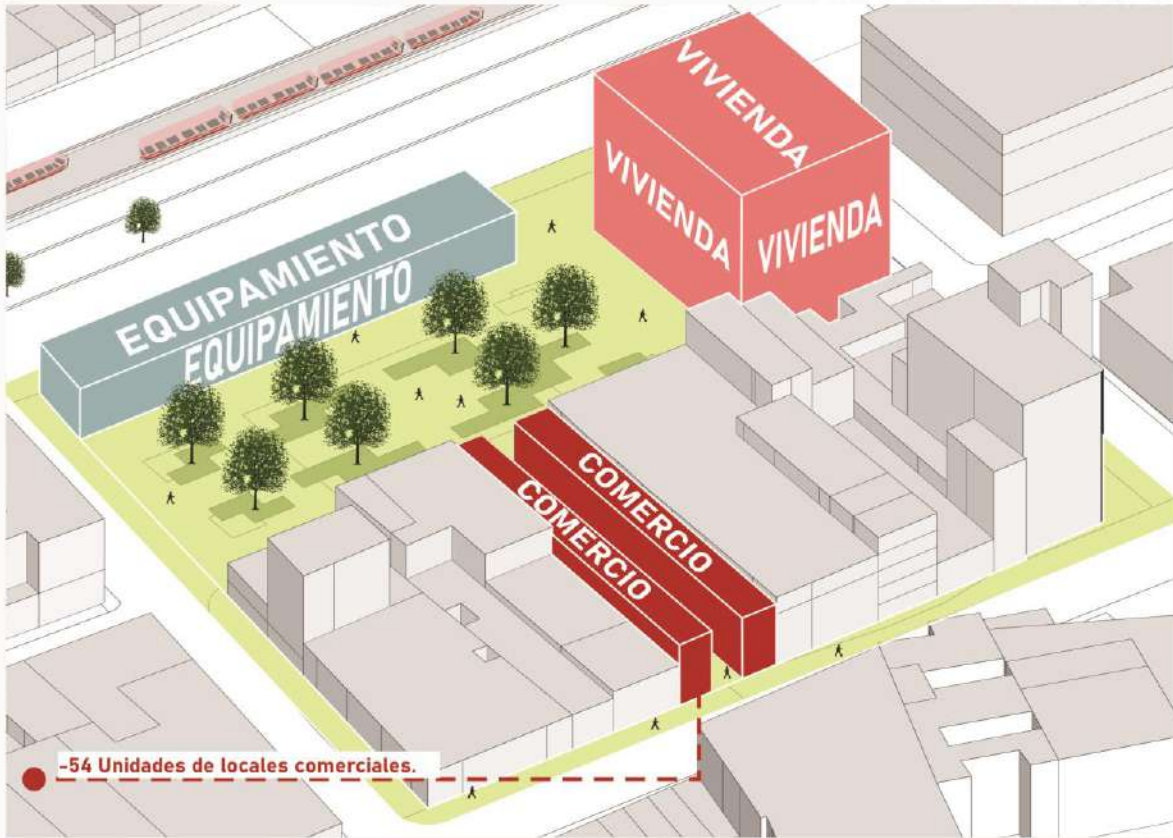 VIVIENDA
VIVIENDA
VIVIENDA
EQUIPAMIENTO
EQUIPAMIENTO
COMERCIO
COMERCIO
-54 Unidades de locales comerciales.